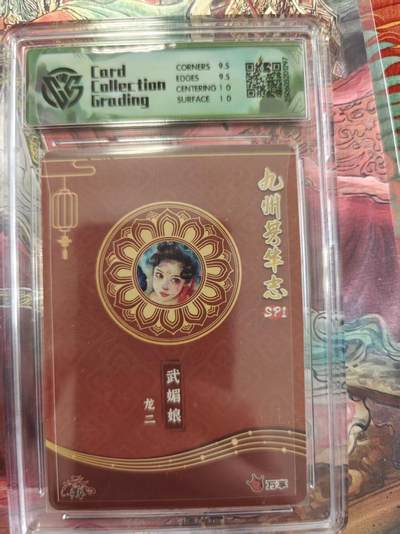 Card
Collection
Grading
CORNERS 9.5
EDGES 9.5
CENTERING 10
SURFACE 10
九州芳华志
SP1
武媚娘
龙二